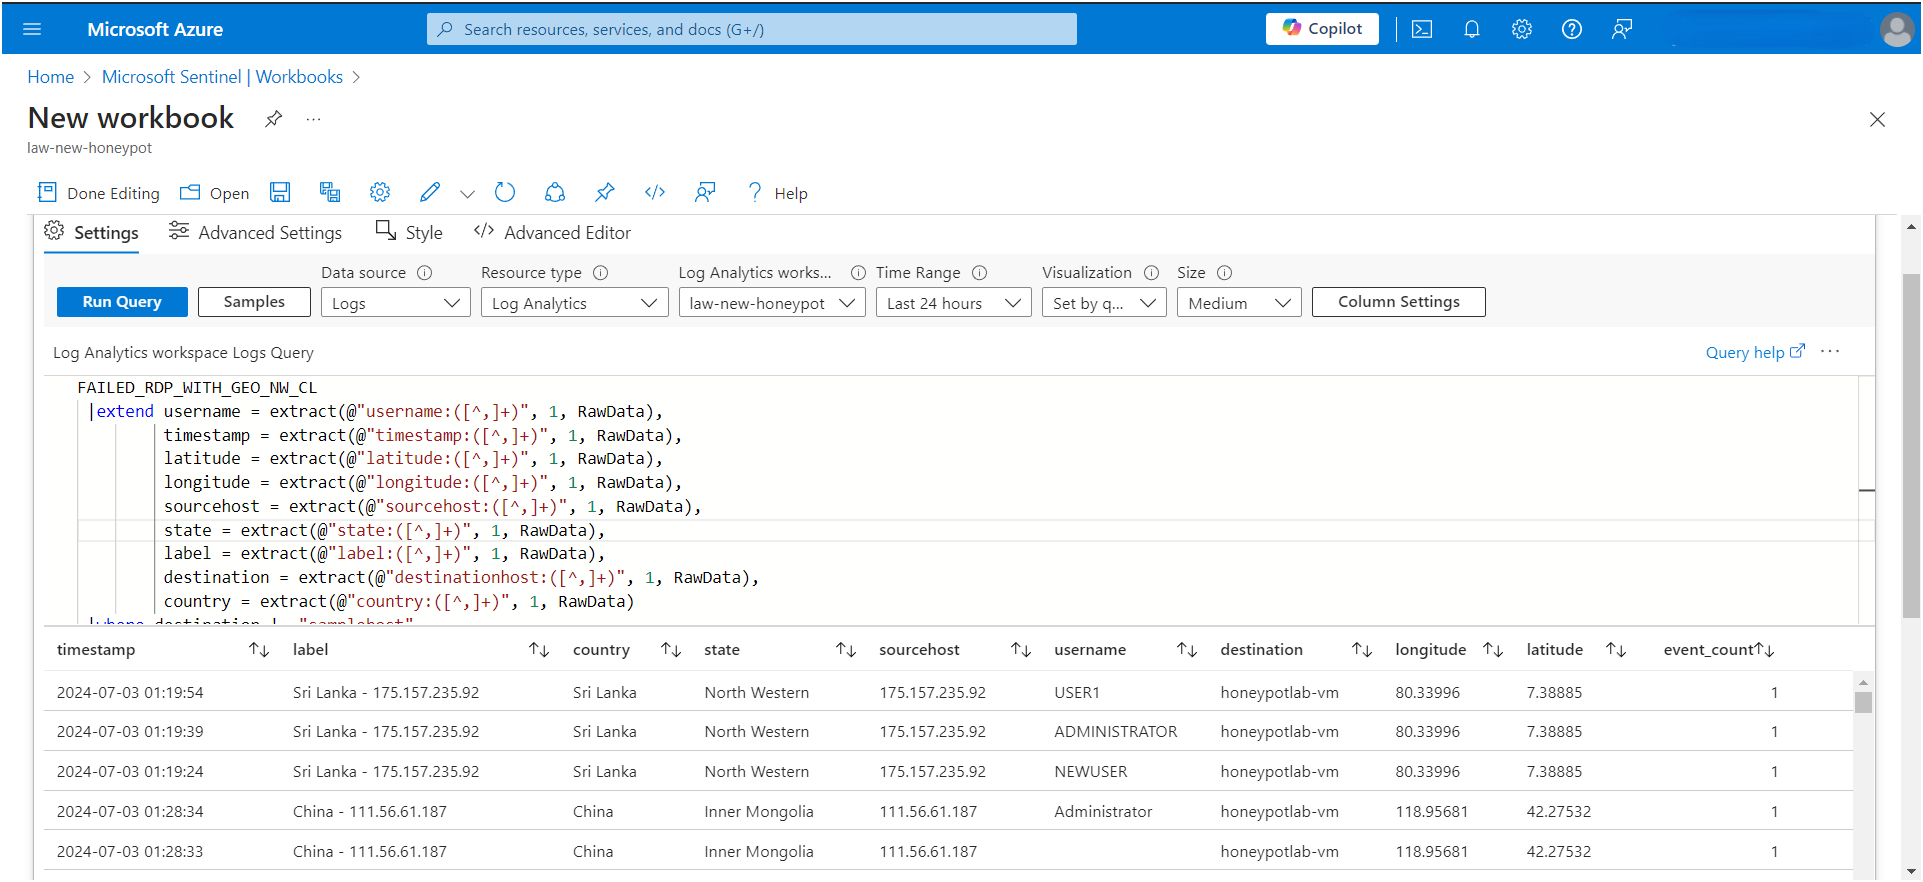 Microsoft Azure
Search resources, services, and docs (G+/)
Copilot
Home > Microsoft Sentinel | Workbooks >
New workbook
...
law-new-honeypot
Done Editing
Open
Help
Settings
Advanced Settings
Style
Advanced Editor
Run Query
Samples
Data source
Logs
Resource type
Log Analytics
Log Analytics works...
law-new-honeypot
Time Range
Last 24 hours
Visualization
Set by q...
Size
Medium
Column Settings
Log Analytics workspace Logs Query
Query help
...
FAILED_RDP_WITH_GEO_NW_CL
|extend username = extract(@"username:([^,]+)", 1, RawData),
timestamp = extract(@"timestamp:([^,]+)", 1, RawData),
latitude = extract(@"latitude:([^,]+)", 1, RawData),
longitude = extract(@"longitude:([^,]+)", 1, RawData),
sourcehost = extract(@"sourcehost:([^,]+)", 1, RawData),
state = extract(@"state:([^,]+)", 1, RawData),
label = extract(@"label:([^,]+)", 1, RawData),
destination = extract(@"destinationhost:([^,]+)", 1, RawData),
country = extract(@"country:([^,]+)", 1, RawData)
timestamp label country state sourcehost username destination longitude latitude event_count
2024-07-03 01:19:54 Sri Lanka - 175.157.235.92 Sri Lanka North Western 175.157.235.92 USER1 honeypotlab-vm 80.33996 7.38885 1
2024-07-03 01:19:39 Sri Lanka - 175.157.235.92 Sri Lanka North Western 175.157.235.92 ADMINISTRATOR honeypotlab-vm 80.33996 7.38885 1
2024-07-03 01:19:24 Sri Lanka - 175.157.235.92 Sri Lanka North Western 175.157.235.92 NEWUSER honeypotlab-vm 80.33996 7.38885 1
2024-07-03 01:28:34 China - 111.56.61.187 China Inner Mongolia 111.56.61.187 Administrator honeypotlab-vm 118.95681 42.27532 1
2024-07-03 01:28:33 China - 111.56.61.187 China Inner Mongolia 111.56.61.187 honeypotlab-vm 118.95681 42.27532 1